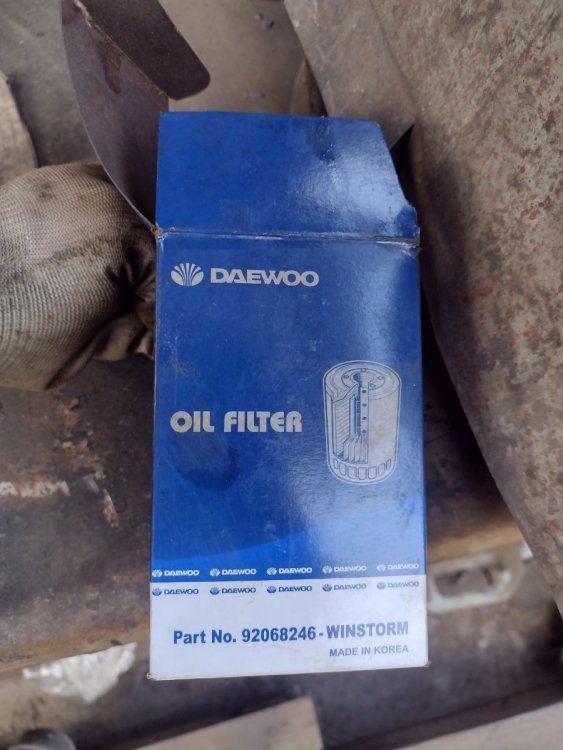 DAEWOO
OIL FILTER
DAEWOO DAEWOO DAEWOO DAEWOO DAEWOO
DAEWOO DAEWOO DAEWOO DAEWOO DAEWOO
Part No. 92068246-WINSTORM
MADE IN KOREA